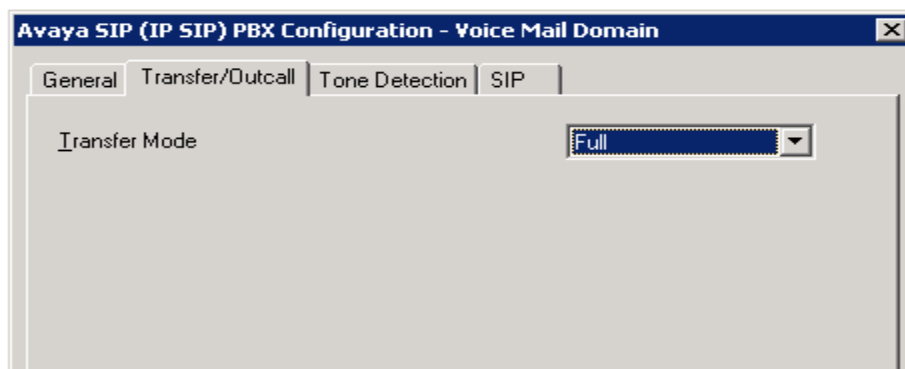 Avaya SIP (IP SIP) PBX Configuration - Voice Mail Domain
General Transfer/Outcall Tone Detection SIP
Transfer Mode Full